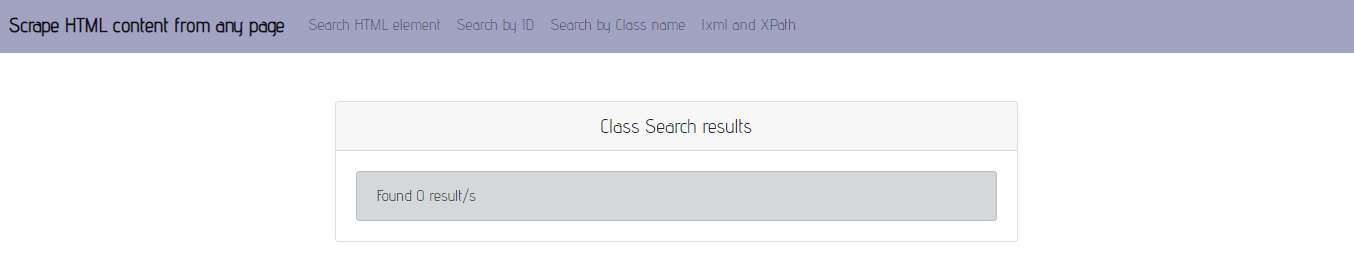 Scrape HTML content from any page Search HTML element Search by ID Search by Class name lxml and XPath
Class Search results
Found 0 result/s